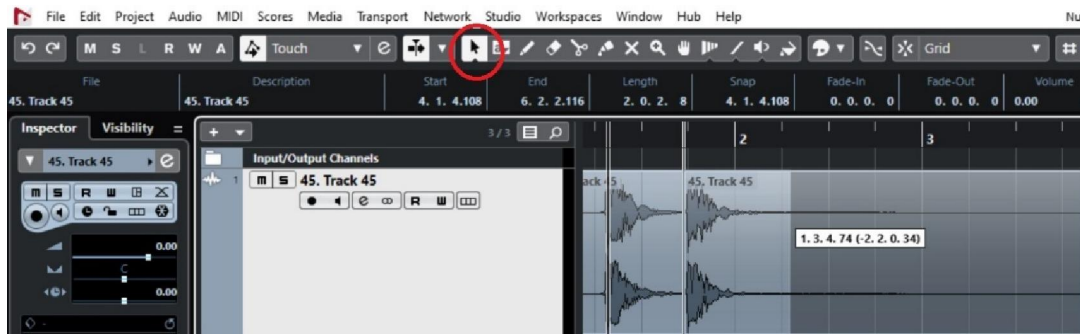 File Edit Project Audio MIDI Scores Media Transport Network Studio Workspaces Window Hub Help Nu
M S L R W A Touch Grid
File Description Start End Length Snap Fade-In Fade-Out Volume
45. Track 45 45. Track 45 4. 1. 4.108 6. 2. 2.116 2. 0. 2. 8 4. 1. 4.108 0. 0. 0. 0 0. 0. 0. 0 0.00
Inspector Visibility + 3/3 2 3
45. Track 45 e Input/Output Channels
m S R W 1 m S 45. Track 45 ack 45 45. Track 45
e R W
1. 3. 4. 74 (-2. 2. 0. 34)
0.00
C
0.00